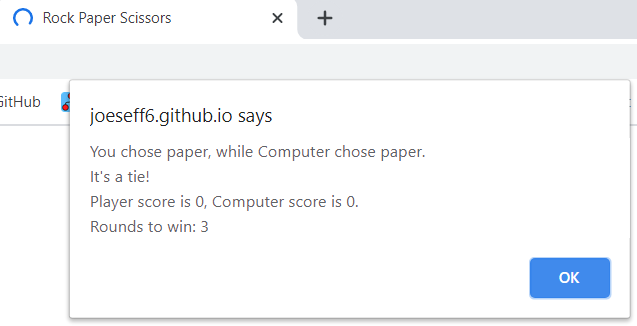 Rock Paper Scissors
GitHub
joeseff6.github.io says
You chose paper, while Computer chose paper.
It's a tie!
Player score is 0, Computer score is 0.
Rounds to win: 3
OK